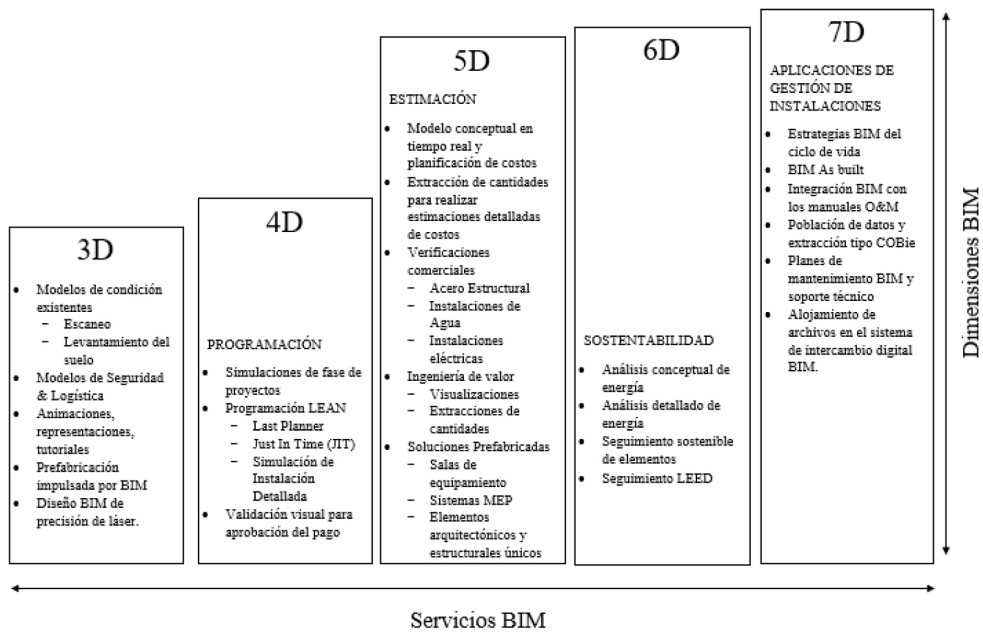 3D
• Modelos de condición
existentes
– Escaneo
– Levantamiento del
suelo
• Modelos de Seguridad
& Logística
• Animaciones,
representaciones,
tutoriales
• Prefabricación
impulsada por BIM
• Diseño BIM de
precisión de láser.
4D
PROGRAMACIÓN
• Simulaciones de fase de
proyectos
• Programación LEAN
– Last Planner
– Just In Time (JIT)
– Simulación de
Instalación
Detallada
• Validación visual para
aprobación del pago
5D
ESTIMACIÓN
• Modelo conceptual en
tiempo real y
planificación de costos
• Extracción de cantidades
para realizar
estimaciones detalladas
de costos
• Verificaciones
comerciales
– Acero Estructural
– Instalaciones de
Agua
– Instalaciones
eléctricas
• Ingeniería de valor
– Visualizaciones
– Extracciones de
cantidades
• Soluciones Prefabricadas
– Salas de
equipamiento
– Sistemas MEP
– Elementos
arquitectónicos y
estructurales únicos
6D
SOSTENTABILIDAD
• Análisis conceptual de
energía
• Análisis detallado de
energía
• Seguimiento sostenible
de elementos
• Seguimiento LEED
7D
APLICACIONES DE
GESTIÓN DE
INSTALACIONES
• Estrategias BIM del
ciclo de vida
• BIM As built
• Integración BIM con
los manuales O&M
• Población de datos y
extracción tipo COBie
• Planes de
mantenimiento BIM y
soporte técnico
• Alojamiento de
archivos en el sistema
de intercambio digital
BIM.
Dimensiones BIM
Servicios BIM